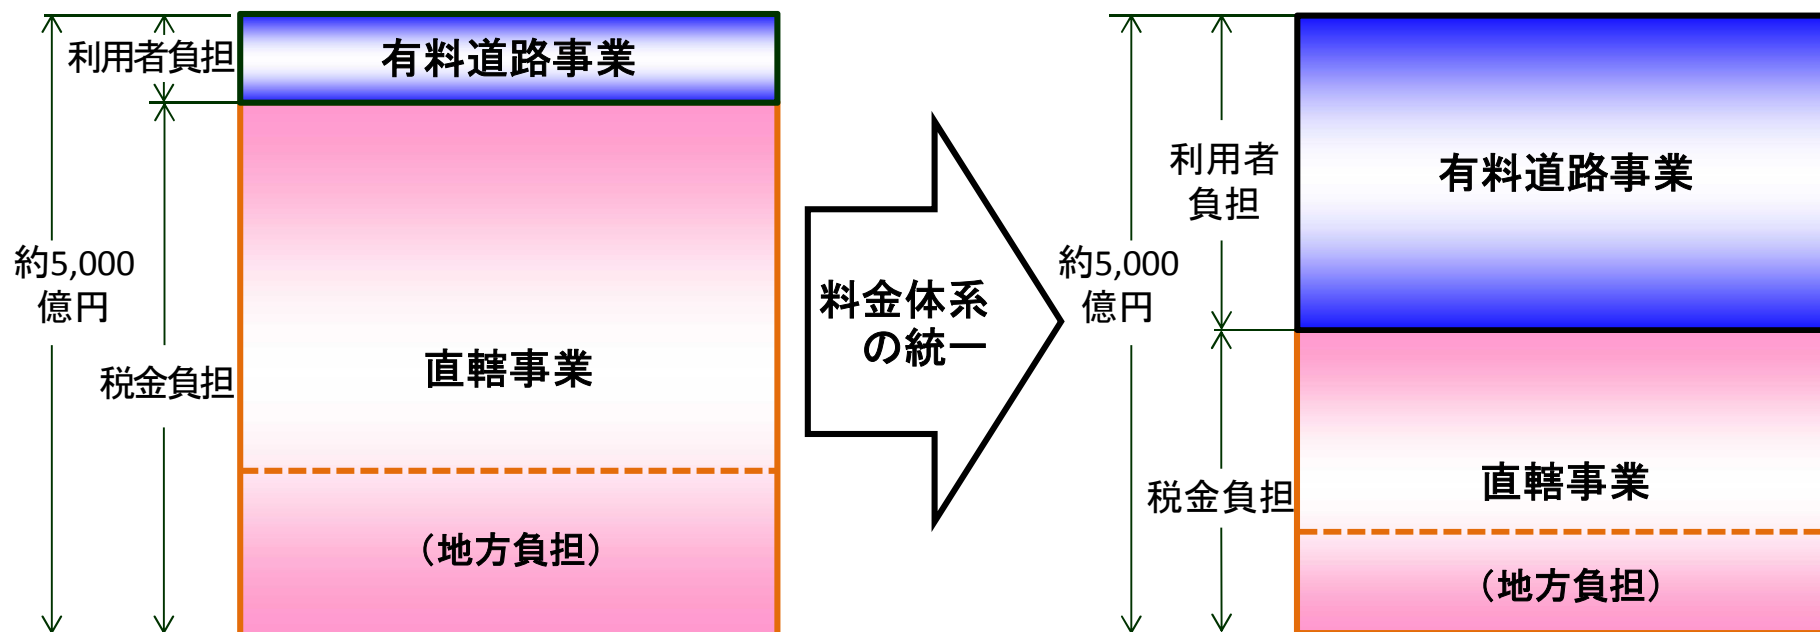 利用者負担
有料道路事業
約5,000
億円
税金負担
直轄事業
（地方負担）
料金体系
の統一
約5,000
億円
利用者
負担
有料道路事業
税金負担
直轄事業
（地方負担）